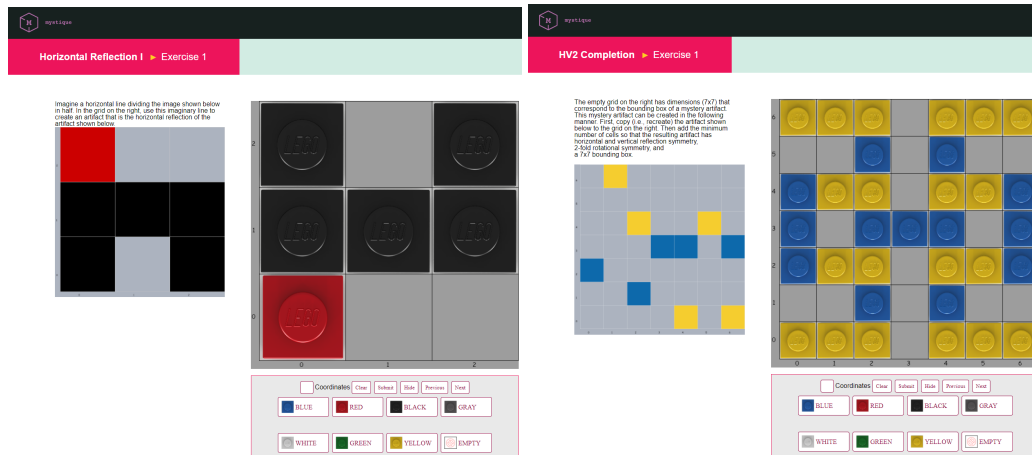 M mystique
Horizontal Reflection I ► Exercise 1
Imagine a horizontal line dividing the image shown below
in half. In the grid on the right, use this imaginary line to
create an artifact that is the horizontal reflection of the
artifact shown below.
LEGO LEGO
2
LEGO LEGO LEGO
1
LEGO
0
0 1 2
Coordinates Clear Submit Hide Previous Next
BLUE RED BLACK GRAY
WHITE GREEN YELLOW EMPTY
M mystique
HV2 Completion ► Exercise 1
The empty grid on the right has dimensions (7x7) that
correspond to the bounding box of a mystery artifact.
This mystery artifact can be created in the following
manner. First, copy (i.e., recreate) the artifact shown
below to the grid on the right. Then add the minimum
number of cells so that the resulting artifact has
horizontal and vertical reflection symmetry,
2-fold rotational symmetry, and
a 7x7 bounding box.
6
5
4
3
2
1
0
0 1 2 3 4 5 6
Coordinates Clear Submit Hide Previous Next
BLUE RED BLACK GRAY
WHITE GREEN YELLOW EMPTY